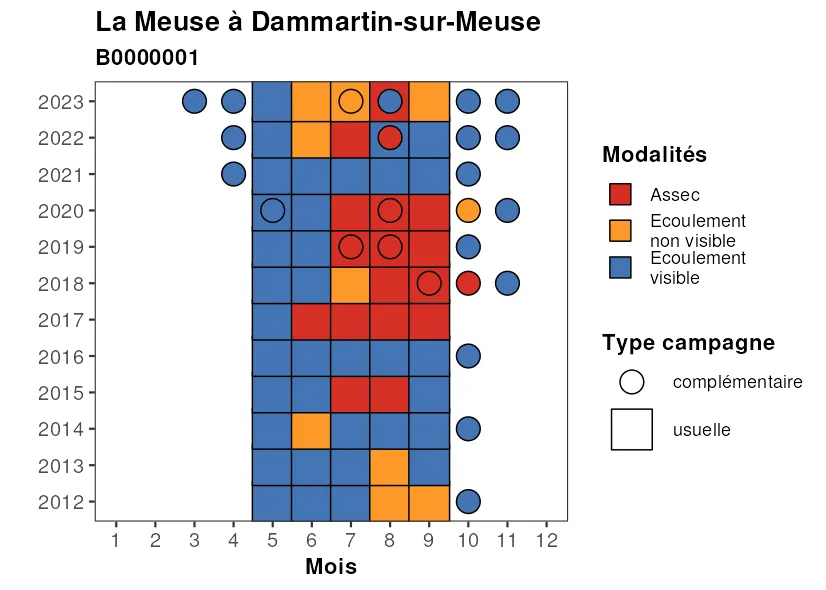 La Meuse à Dammartin-sur-Meuse
B0000001
2023
2022
2021
2020
2019
2018
2017
2016
2015
2014
2013
2012
1 2 3 4 5 6 7 8 9 10 11 12
Mois
Modalités
Assec
Ecoulement
non visible
Ecoulement
visible
Type campagne
complémentaire
usuelle